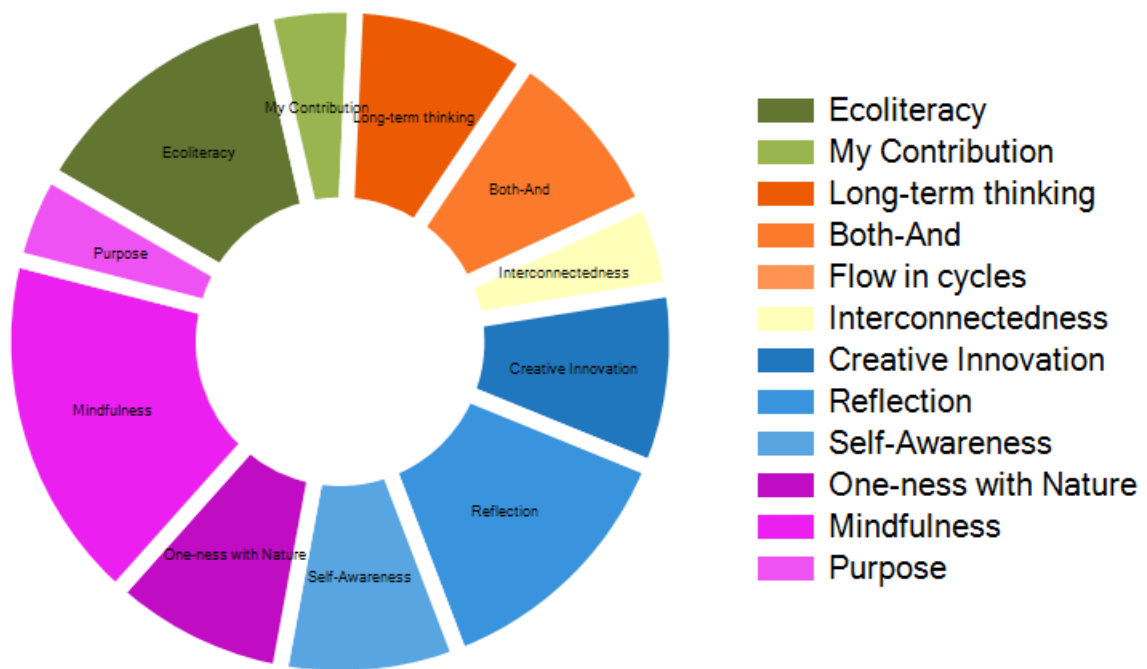 My Contribution
Long-term thinking
Ecoliteracy
Both-And
Purpose
Interconnectedness
Creative Innovation
Mindfulness
Reflection
One-ness with Nature
Self-Awareness
Ecoliteracy
My Contribution
Long-term thinking
Both-And
Flow in cycles
Interconnectedness
Creative Innovation
Reflection
Self-Awareness
One-ness with Nature
Mindfulness
Purpose